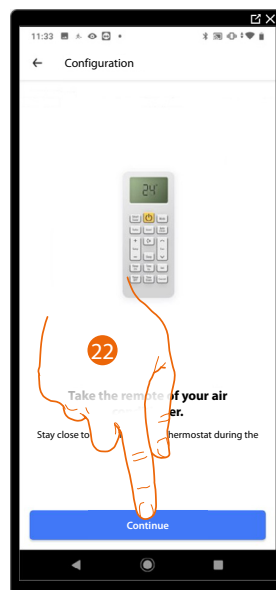 11:33
Configuration
24°
22
Take the remote of your air
er.
Stay close to hermostat during the
Continue